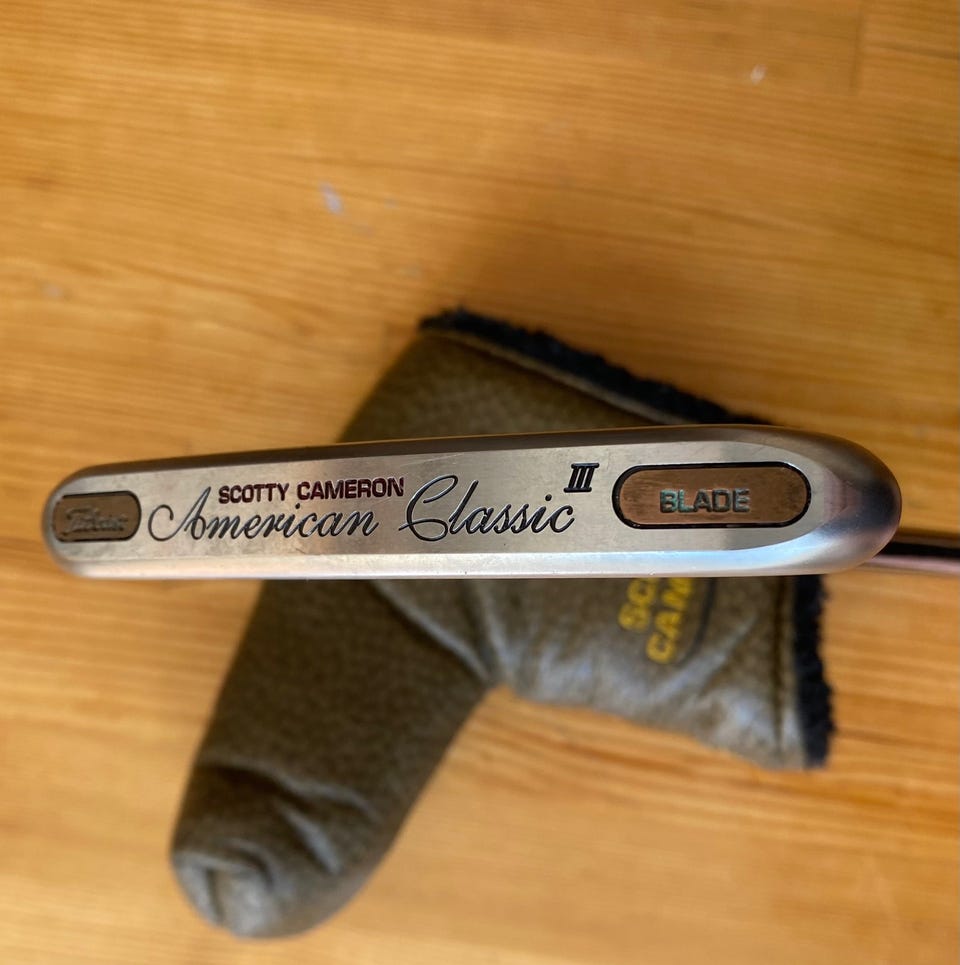 SCOTTY CAMERON
American Classic III
BLADE
Titleist